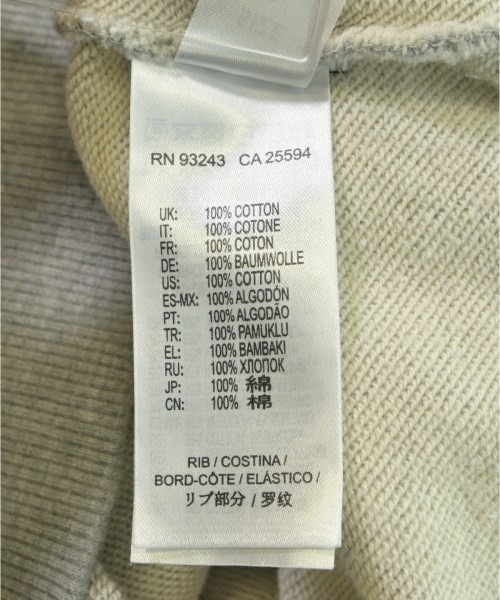 SIZE
RN 93243 CA 25594
UK: 100% COTTON
IT: 100% COTONE
FR: 100% COTON
DE: 100% BAUMWOLLE
US: 100% COTTON
ES-MX: 100% ALGODÓN
PT: 100% ALGODÃO
TR: 100% PAMUKLU
EL: 100% BAMBAKI
RU: 100% ХЛОПОК
JP: 100% 綿
CN: 100% 棉
RIB / COSTINA /
BORD-CÔTE / ELÁSTICO /
リブ部分 / 罗纹